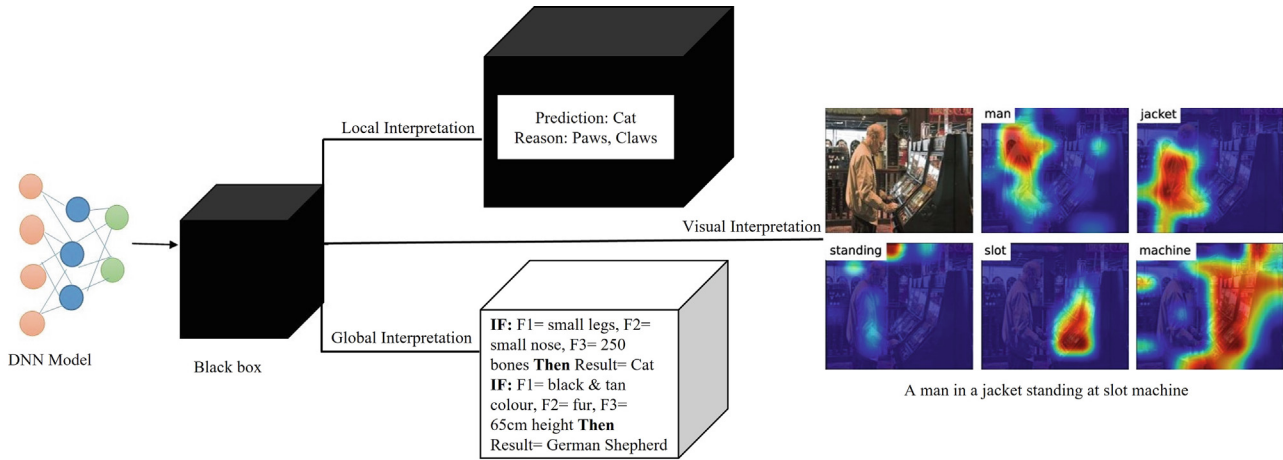 DNN Model
Black box
Local Interpretation
Prediction: Cat
Reason: Paws, Claws
Visual Interpretation
Global Interpretation
IF: F1= small legs, F2=
small nose, F3= 250
bones Then Result= Cat
IF: F1= black & tan
colour, F2= fur, F3=
65cm height Then
Result= German Shepherd
man
jacket
standing
slot
machine
A man in a jacket standing at slot machine